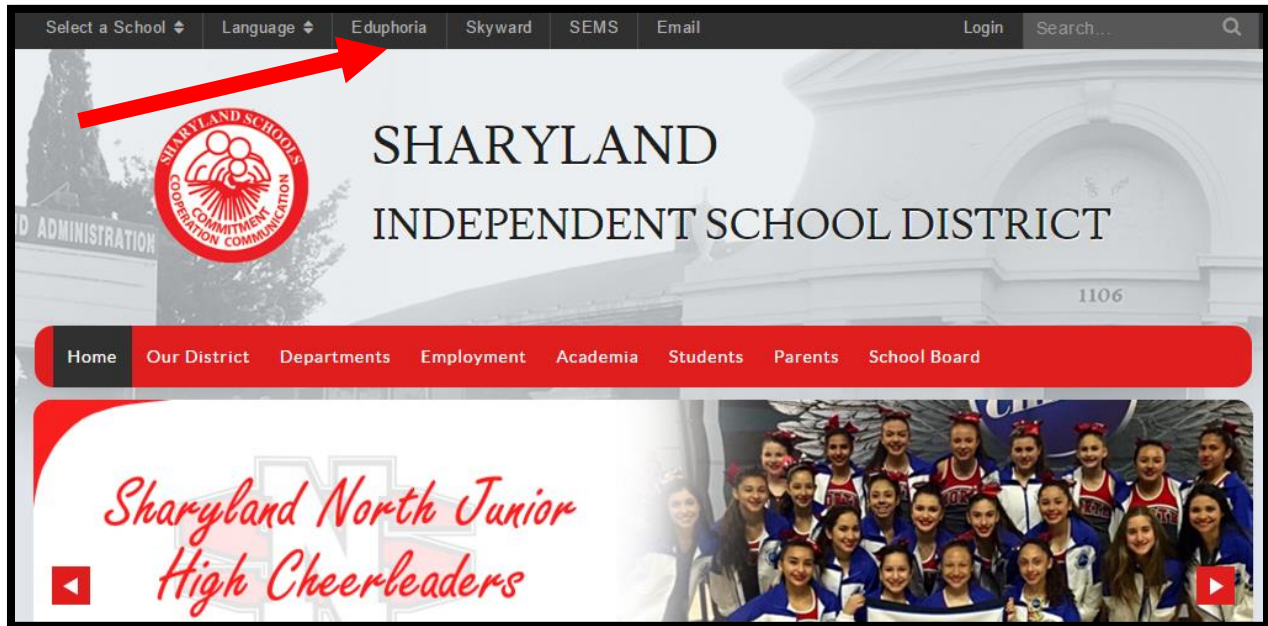 Select a School Language Eduphoria Skyward SEMS Email Login Search...
SHARYLAND SCHOOLS
COOPERATION COMMITMENT COMMUNICATION
SHARYLAND
INDEPENDENT SCHOOL DISTRICT
ADMINISTRATION
1106
Home Our District Departments Employment Academia Students Parents School Board
Sharyland North Junior
High Cheerleaders